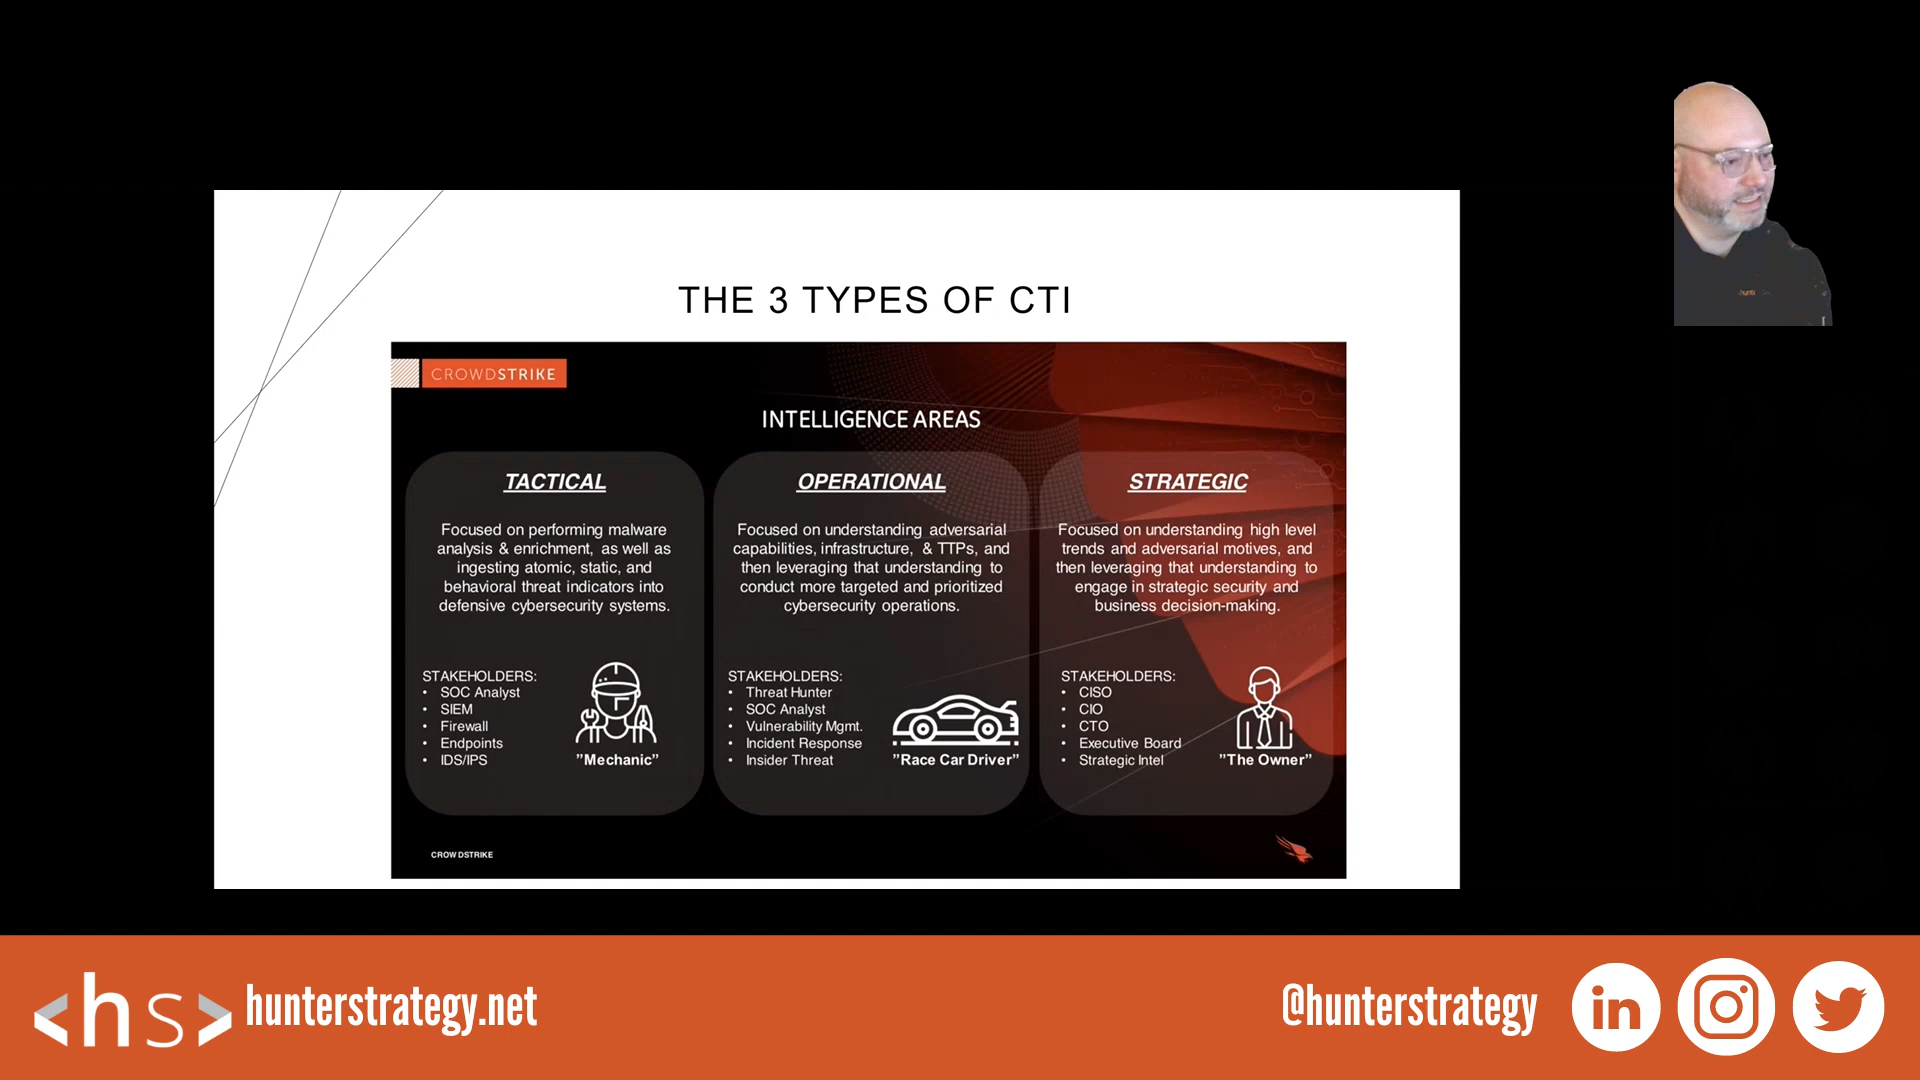 THE 3 TYPES OF CTI
CROWDSTRIKE
INTELLIGENCE AREAS
TACTICAL
Focused on performing malware
analysis & enrichment, as well as
ingesting atomic, static, and
behavioral threat indicators into
defensive cybersecurity systems.
STAKEHOLDERS:
• SOC Analyst
• SIEM
• Firewall
• Endpoints
• IDS/IPS
"Mechanic"
OPERATIONAL
Focused on understanding adversarial
capabilities, infrastructure, & TTPs, and
then leveraging that understanding to
conduct more targeted and prioritized
cybersecurity operations.
STAKEHOLDERS:
• Threat Hunter
• SOC Analyst
• Vulnerability Mgmt.
• Incident Response
• Insider Threat
"Race Car Driver"
STRATEGIC
Focused on understanding high level
trends and adversarial motives, and
then leveraging that understanding to
engage in strategic security and
business decision-making.
STAKEHOLDERS:
• CISO
• CIO
• CTO
• Executive Board
• Strategic Intel
"The Owner"
CROWDSTRIKE
<hs> hunterstrategy.net
@hunterstrategy
in